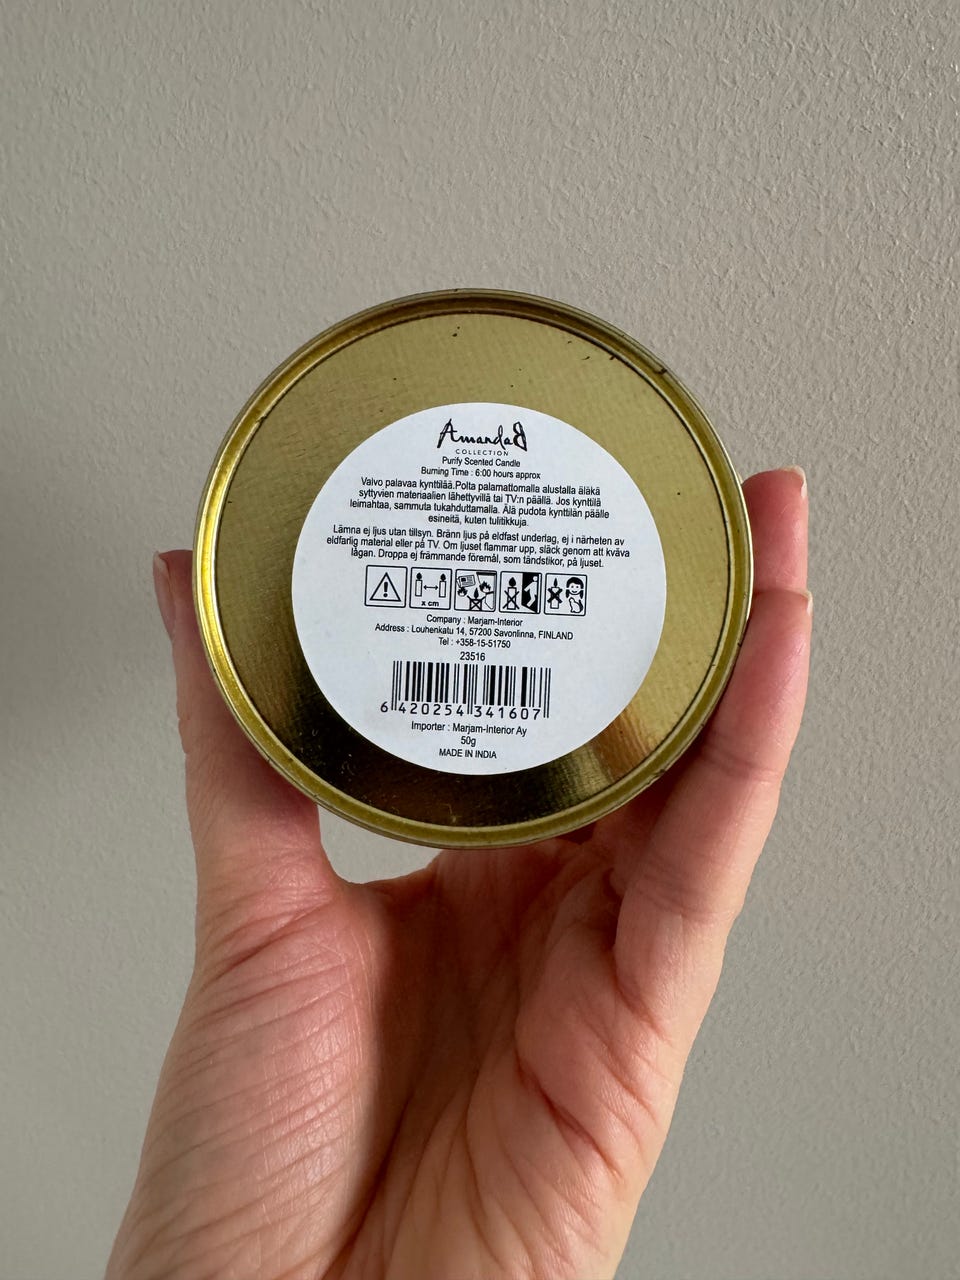 AmandaB
COLLECTION
Purify Scented Candle
Burning Time : 6:00 hours approx
Valvo palavaa kynttilää.Polta palamattomalla alustalla äläkä
syttyvien materiaalien lähettyvillä tai TV:n päällä. Jos kynttilä
leimahtaa, sammuta tukahduttamalla. Älä pudota kynttilän päälle
esineitä, kuten tulitikkuja.
Lämna ej ljus utan tillsyn. Bränn ljus på eldfast underlag, ej i närheten av
eldfarlig material eller på TV. Om ljuset flammar upp, släck genom att kväva
lågan. Droppa ej främmande föremål, som tändstikor, på ljuset.
x cm
Company : Marjam-Interior
Address : Louhenkatu 14, 57200 Savonlinna, FINLAND
Tel : +358-15-51750
23516
6 420254 341607
Importer : Marjam-Interior Ay
50g
MADE IN INDIA